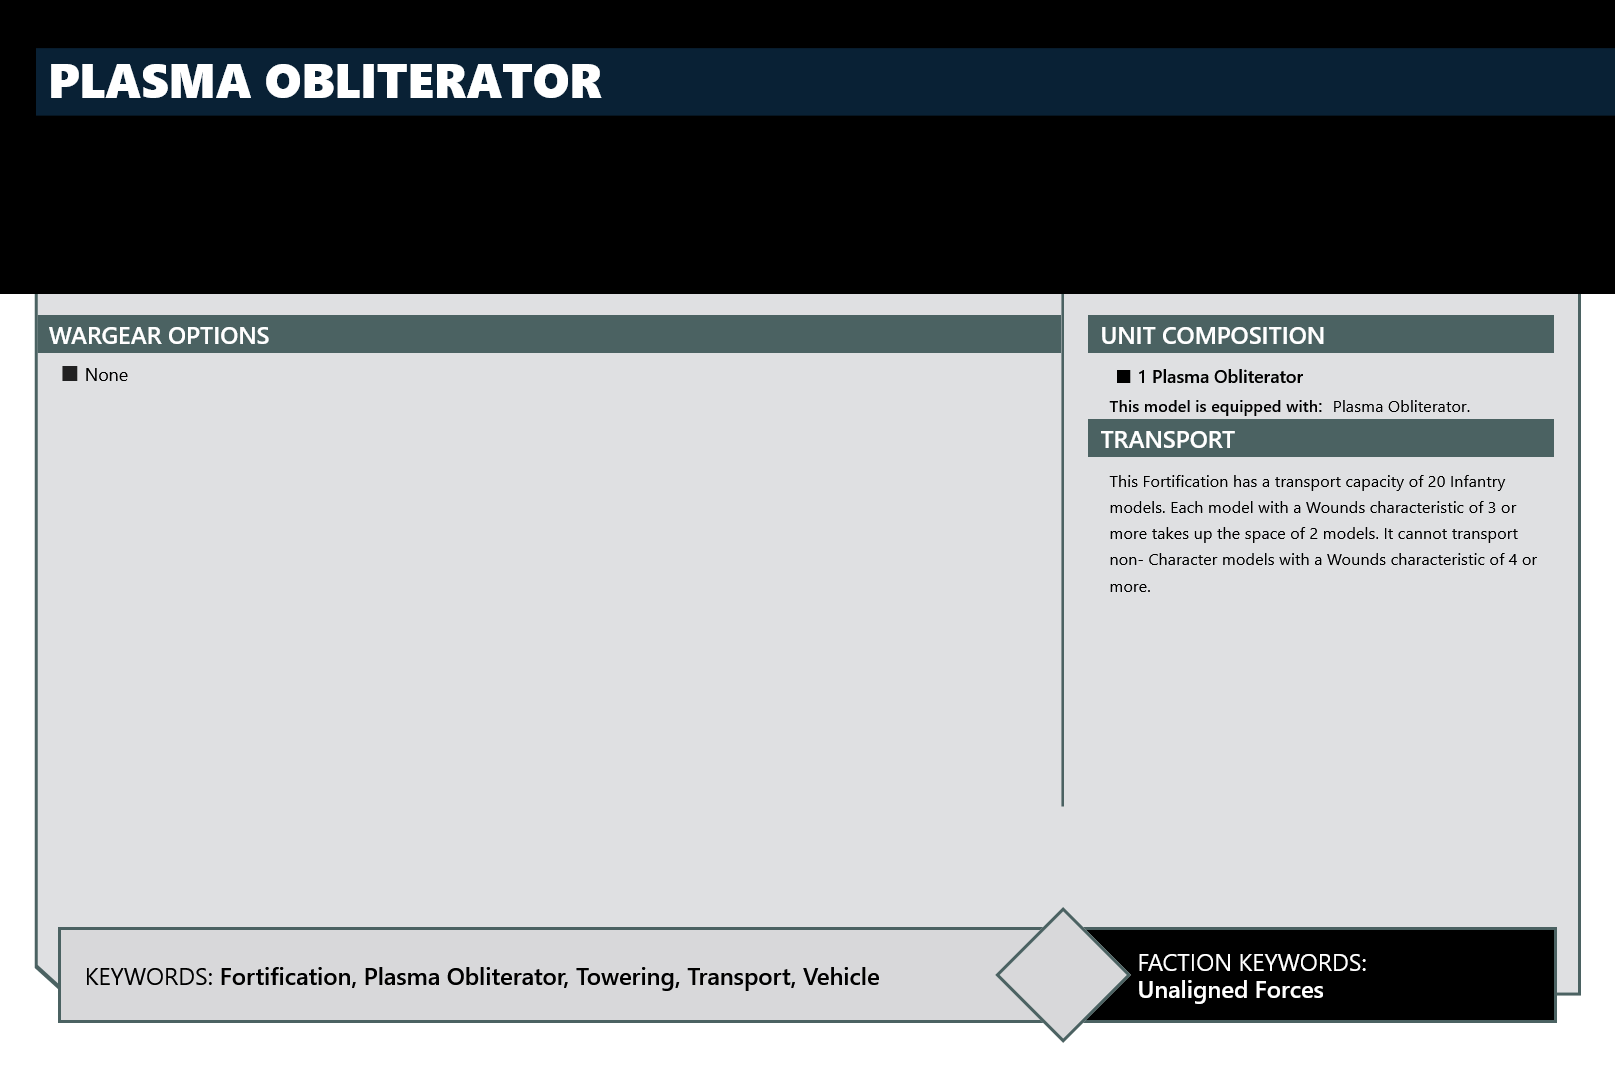 PLASMA OBLITERATOR
WARGEAR OPTIONS
None
UNIT COMPOSITION
1 Plasma Obliterator
This model is equipped with: Plasma Obliterator.
TRANSPORT
This Fortification has a transport capacity of 20 Infantry
models. Each model with a Wounds characteristic of 3 or
more takes up the space of 2 models. It cannot transport
non- Character models with a Wounds characteristic of 4 or
more.
KEYWORDS: Fortification, Plasma Obliterator, Towering, Transport, Vehicle
FACTION KEYWORDS:
Unaligned Forces